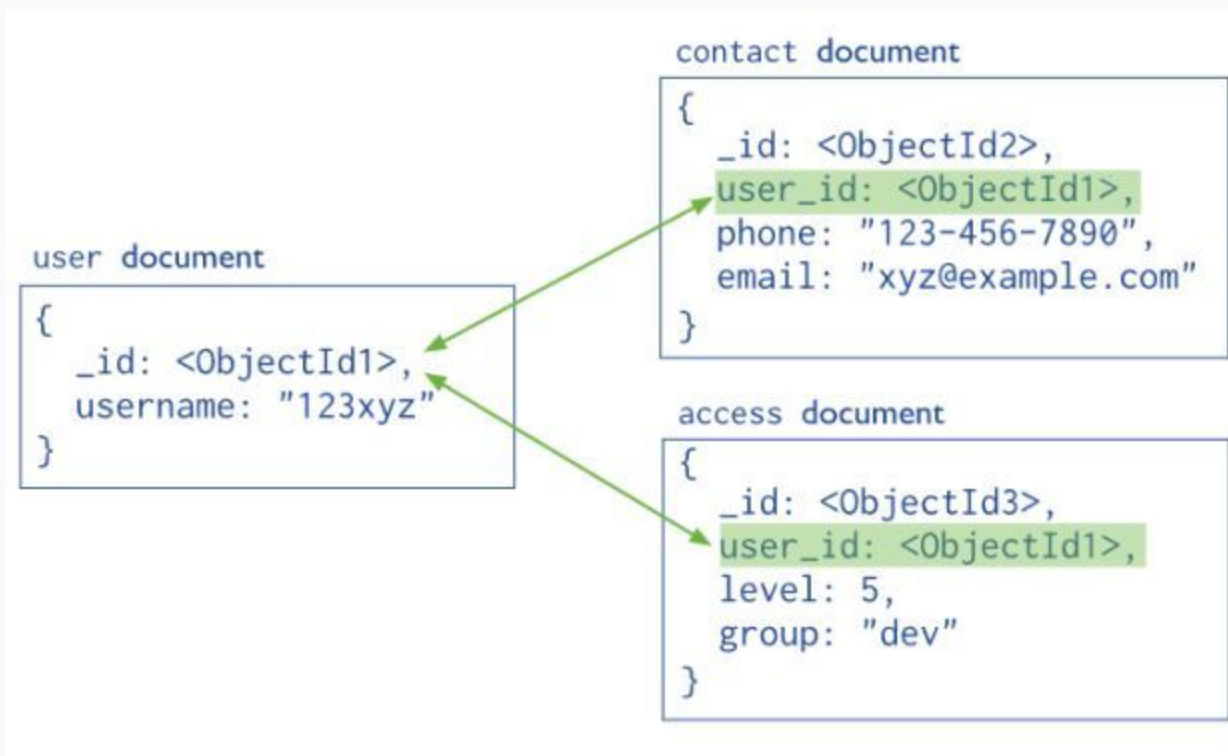 contact document
{
_id: <ObjectId2>,
user_id: <ObjectId1>,
phone: "123-456-7890",
email: "xyz@example.com"
}
user document
{
_id: <ObjectId1>,
username: "123xyz"
}
access document
{
_id: <ObjectId3>,
user_id: <ObjectId1>,
level: 5,
group: "dev"
}